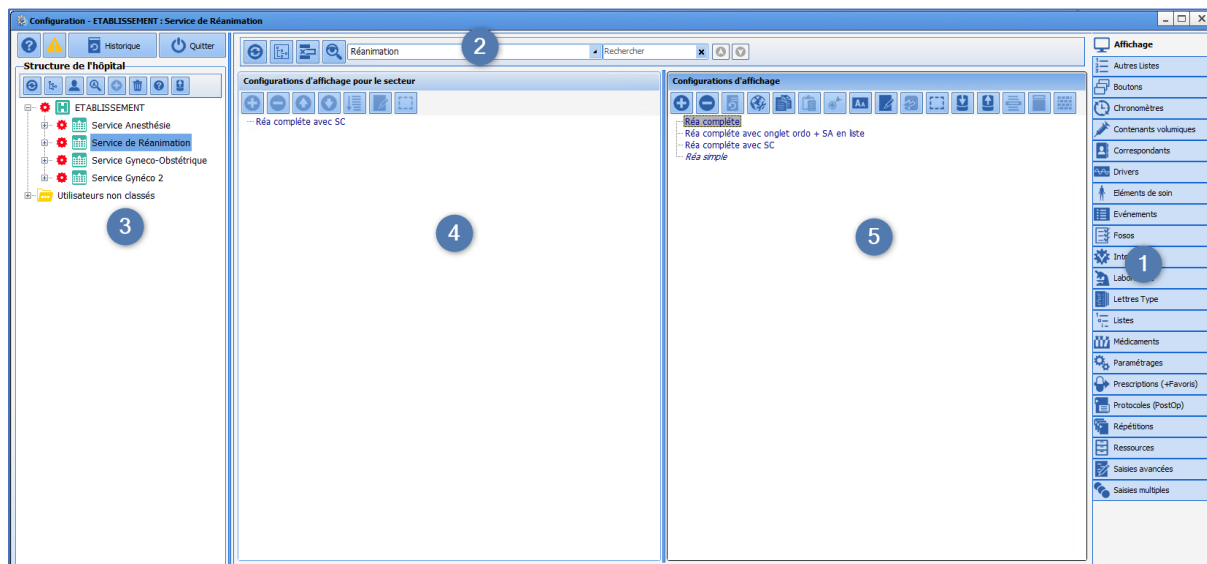 Configuration - ETABLISSEMENT : Service de Réanimation
Historique
Quitter
Structure de l'hôpital
ETABLISSEMENT
Service Anesthésie
Service de Réanimation
Service Gyneco-Obstétrique
Service Gynéco 2
Utilisateurs non classés
3
Réanimation
2
Rechercher
Configurations d'affichage pour le secteur
Réa complète avec SC
4
Configurations d'affichage
Réa complète
Réa complète avec onglet ordo + SA en liste
Réa complète avec SC
Réa simple
5
Affichage
Autres Listes
Boutons
Chronomètres
Contenants volumiques
Correspondants
Drivers
Eléments de soin
Evénements
Fosos
1
Lettres Type
Listes
Médicaments
Paramétrages
Prescriptions (+Favoris)
Protocoles (PostOp)
Répétitions
Ressources
Saisies avancées
Saisies multiples